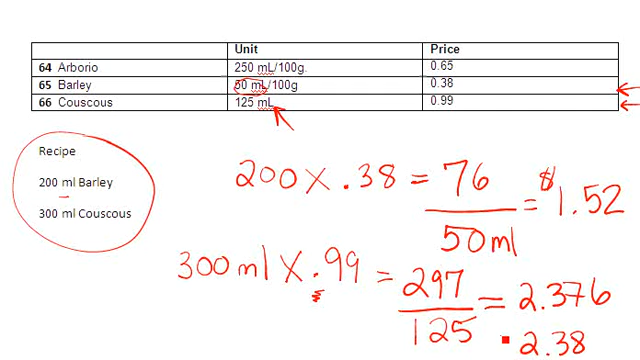 Unit Price
64 Arborio 250 mL/100g. 0.65
65 Barley 50 mL/100g 0.38
66 Couscous 125 mL 0.99
Recipe
200 ml Barley
300 ml Couscous
200 X .38 = 76 / 50 ml = $1.52
300 ml X .99 = 297 / 125 = 2.376
2.38